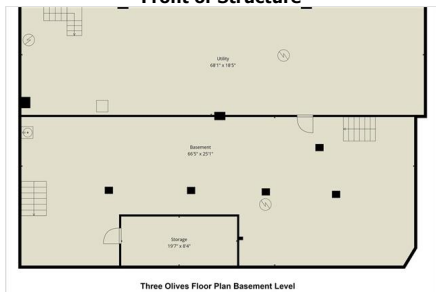 Front of Structure
Utility
68'1" x 18'5"
Basement
66'5" x 25'1"
Storage
19'7" x 8'4"
Three Olives Floor Plan Basement Level